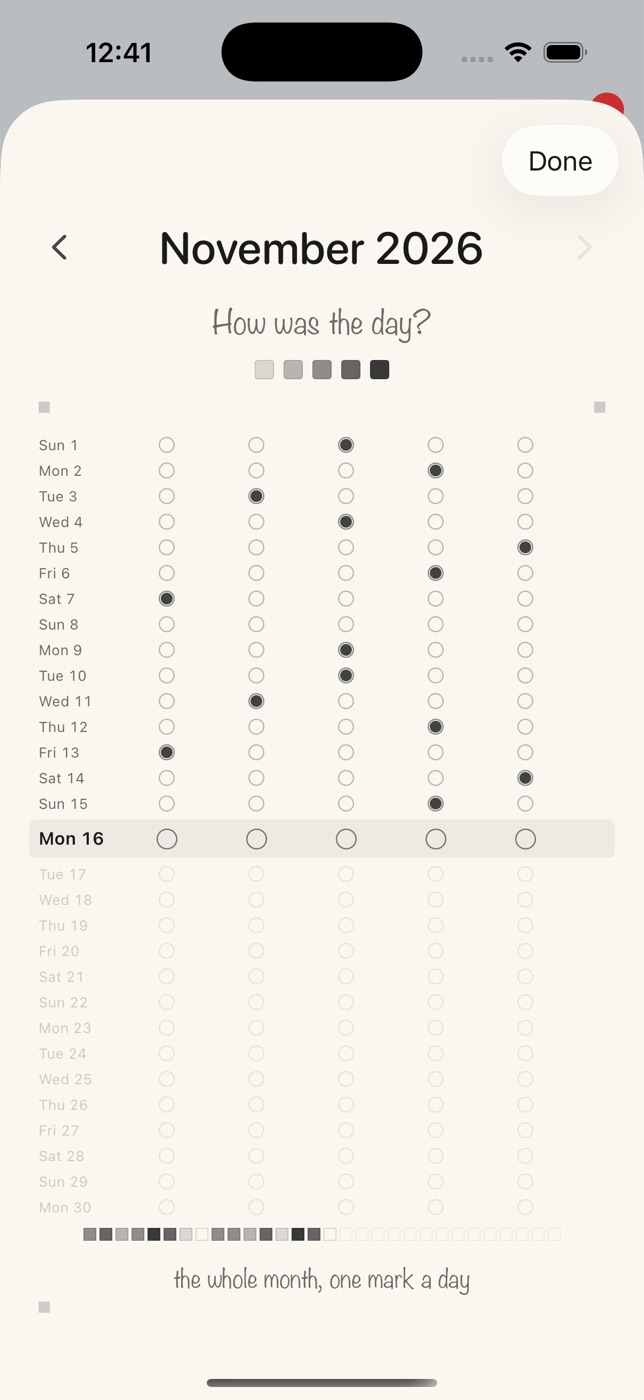 12:41
Done
November 2026
How was the day?
Sun 1
Mon 2
Tue 3
Wed 4
Thu 5
Fri 6
Sat 7
Sun 8
Mon 9
Tue 10
Wed 11
Thu 12
Fri 13
Sat 14
Sun 15
Mon 16
Tue 17
Wed 18
Thu 19
Fri 20
Sat 21
Sun 22
Mon 23
Tue 24
Wed 25
Thu 26
Fri 27
Sat 28
Sun 29
Mon 30
the whole month, one mark a day